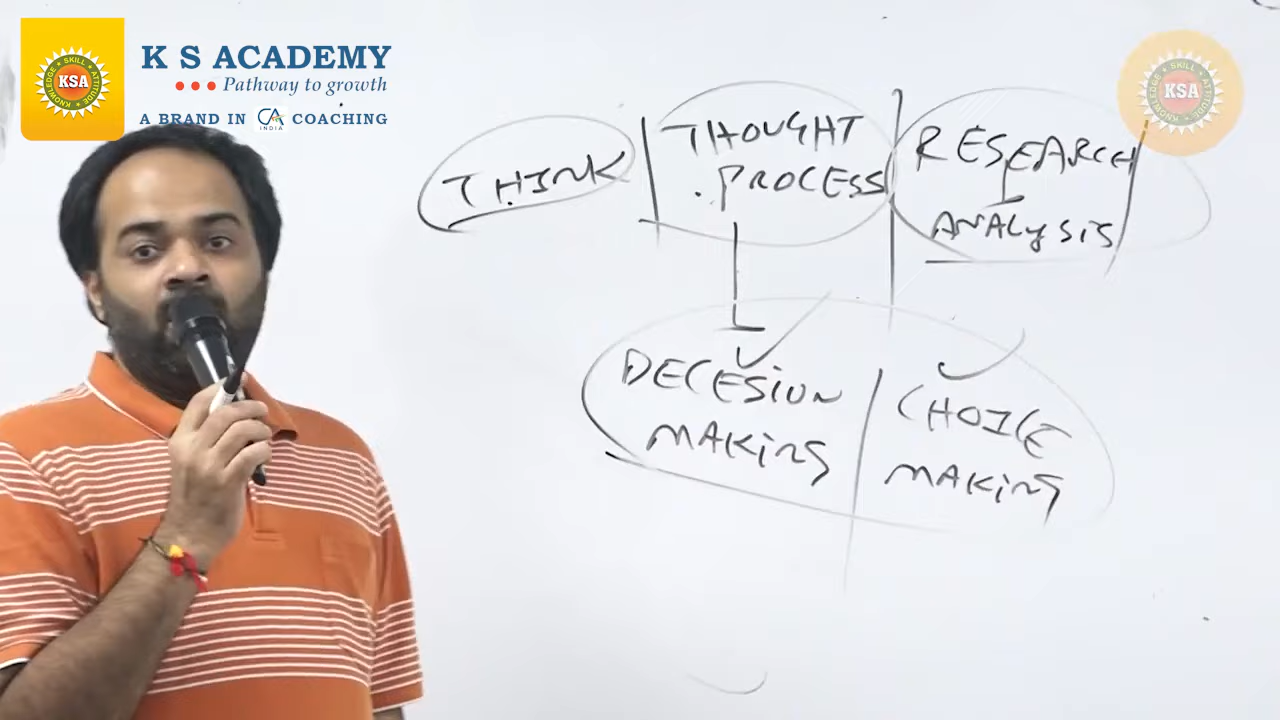 K S ACADEMY
Pathway to growth
A BRAND IN CA INDIA COACHING
KSA
KNOWLEDGE SKILL ATTITUDE
KSA
KNOWLEDGE SKILL ATTITUDE
THINK
THOUGHT
PROCESS
RESEARCH
ANALYSIS
DECESION
MAKING
CHOICE
MAKING